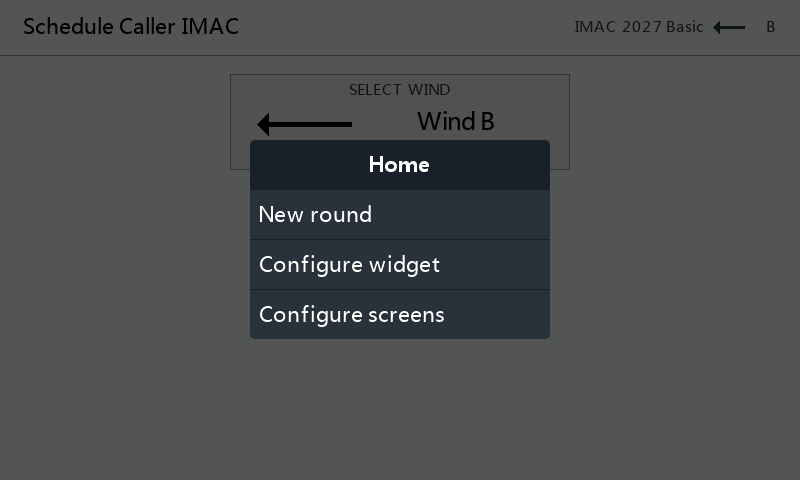 Schedule Caller IMAC
IMAC 2027 Basic B
SELECT WIND
Wind B
Home
New round
Configure widget
Configure screens